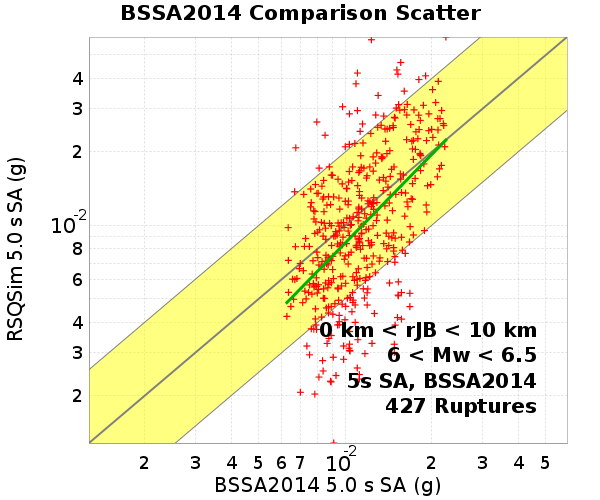 BSSA2014 Comparison Scatter
RSQSim 5.0 s SA (g)
4
3
2
10-2
8
6
4
3
2
0 km < rJB < 10 km
6 < Mw < 6.5
5s SA, BSSA2014
427 Ruptures
2 3 4 5 6 7 10-2 2 3 4 5
BSSA2014 5.0 s SA (g)